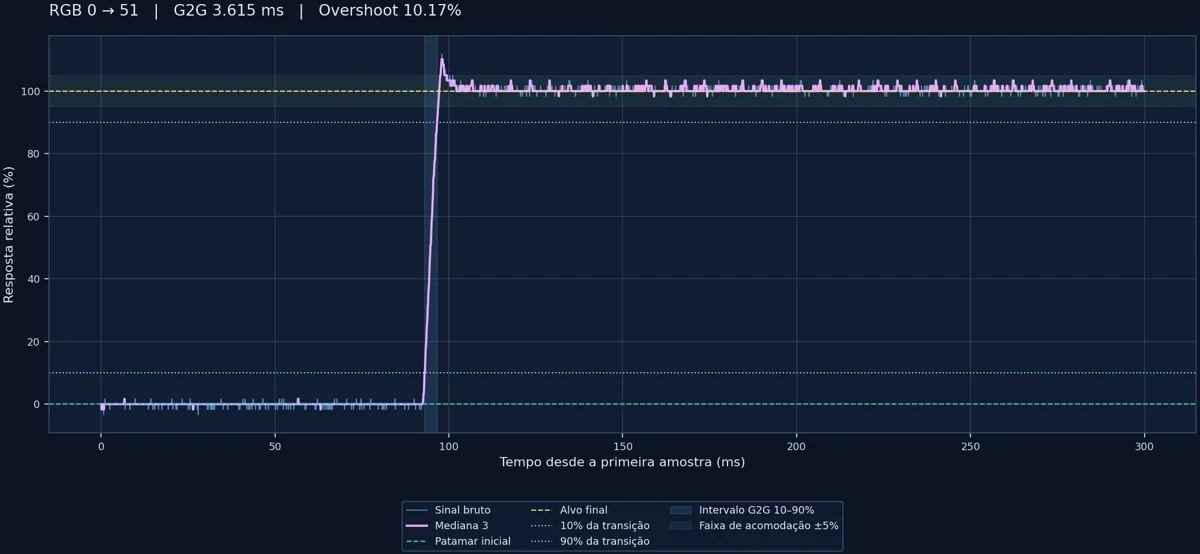 RGB 0 → 51 | G2G 3.615 ms | Overshoot 10.17%
Resposta relativa (%)
100
80
60
40
20
0
0 50 100 150 200 250 300
Tempo desde a primeira amostra (ms)
Sinal bruto
Mediana 3
Patamar inicial
Alvo final
10% da transição
90% da transição
Intervalo G2G 10–90%
Faixa de acomodação ±5%